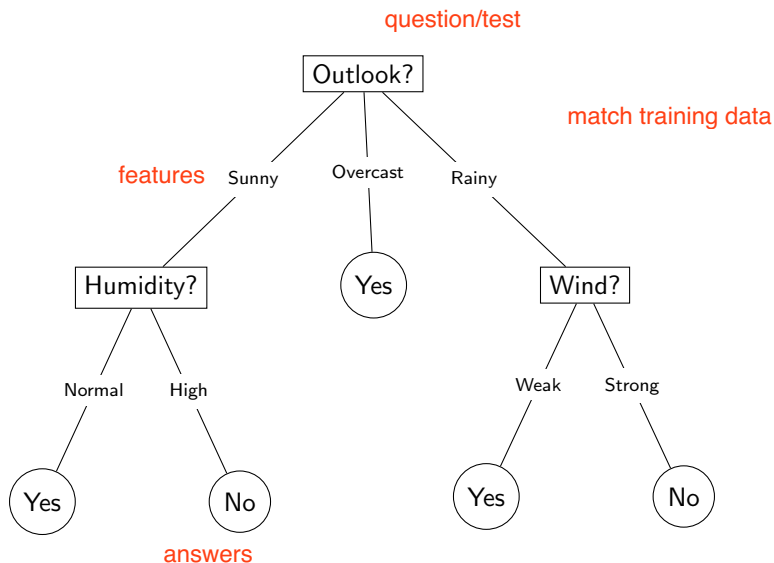 question/test
Outlook?
match training data
features
Sunny
Overcast
Rainy
Humidity?
Yes
Wind?
Normal
High
Weak
Strong
Yes
No
Yes
No
answers